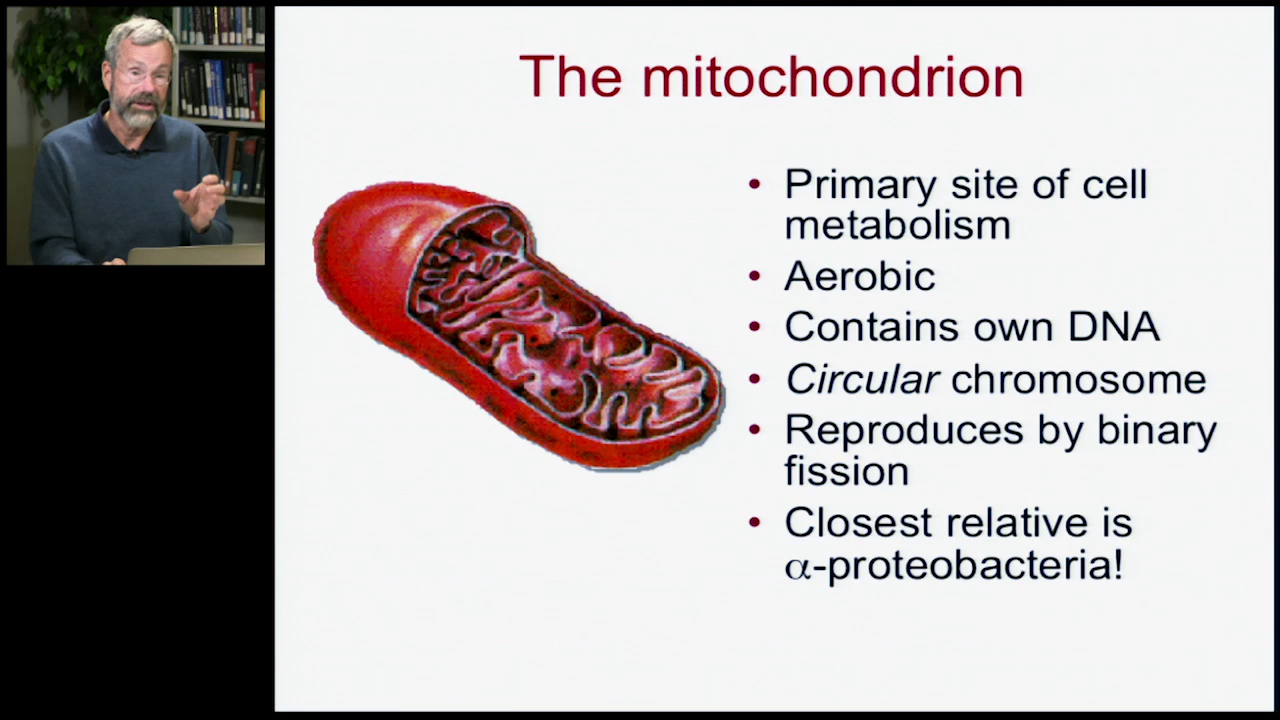 The mitochondrion
• Primary site of cell
metabolism
• Aerobic
• Contains own DNA
• Circular chromosome
• Reproduces by binary
fission
• Closest relative is
α-proteobacteria!